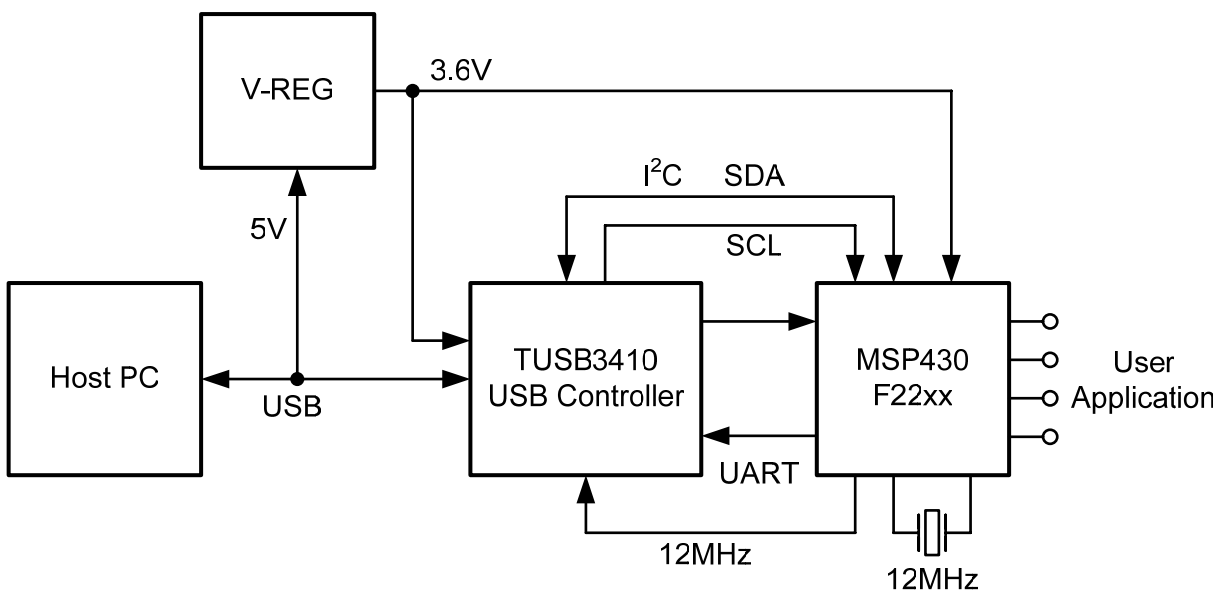 V-REG
3.6V
I²C SDA
5V
SCL
Host PC
USB
TUSB3410
USB Controller
MSP430
F22xx
User
Application
UART
12MHz
12MHz